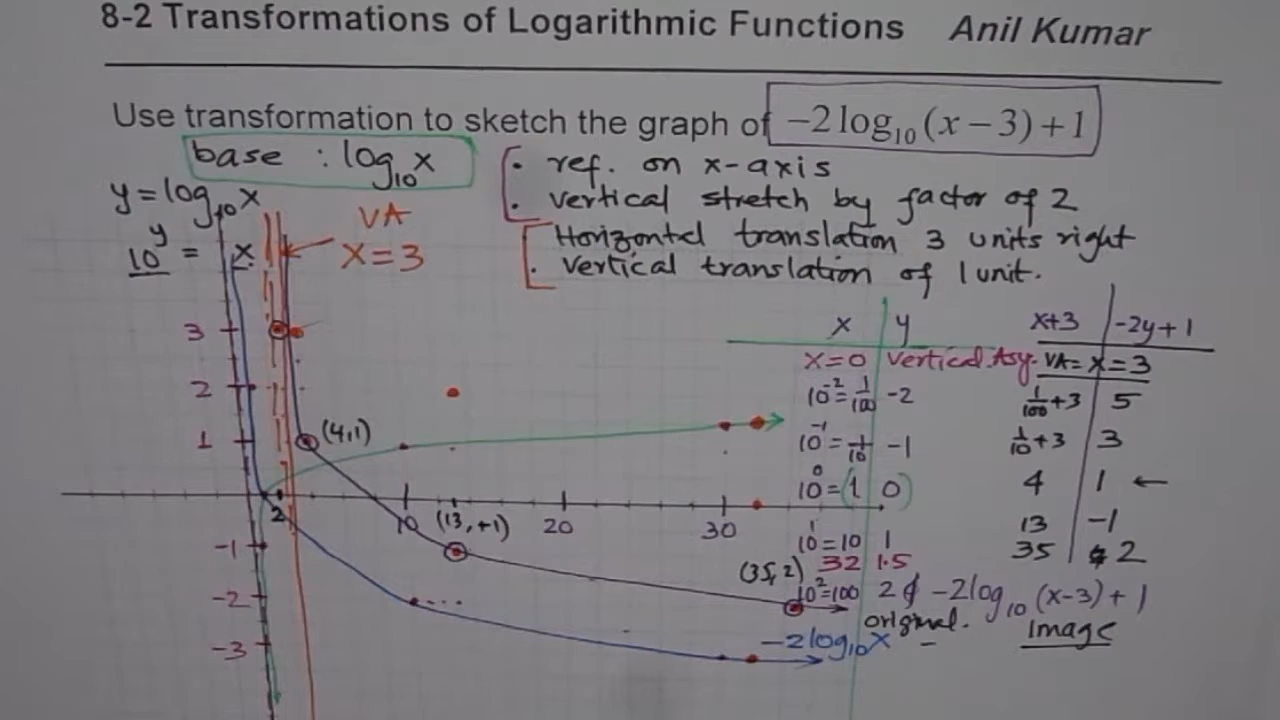 8-2 Transformations of Logarithmic Functions Anil Kumar
Use transformation to sketch the graph of -2 log₁₀ (x - 3) + 1
base : log₁₀ x
· ref. on x-axis
y = log₁₀ x
· vertical stretch by factor of 2
VA
Horizontal translation 3 units right
10^y = x
x = 3
· vertical translation of 1 unit.
x y
x+3 -2y+1
3
x=0 Vertical Asy.
VA = x = 3
2
10⁻² = 1/100 -2
1/100 +3 5
1
(4,1)
10⁻¹ = 1/10 -1
1/10 +3 3
10⁰ = (1 0)
4 1 ←
2
10
(13,+1)
20
30
10¹ = 10 1
13 -1
-1
32 1.5
35 2
(35,2)
10² = 100 2
-2log₁₀ (x-3) + 1
-2
original.
Image
-2log₁₀ x
-3